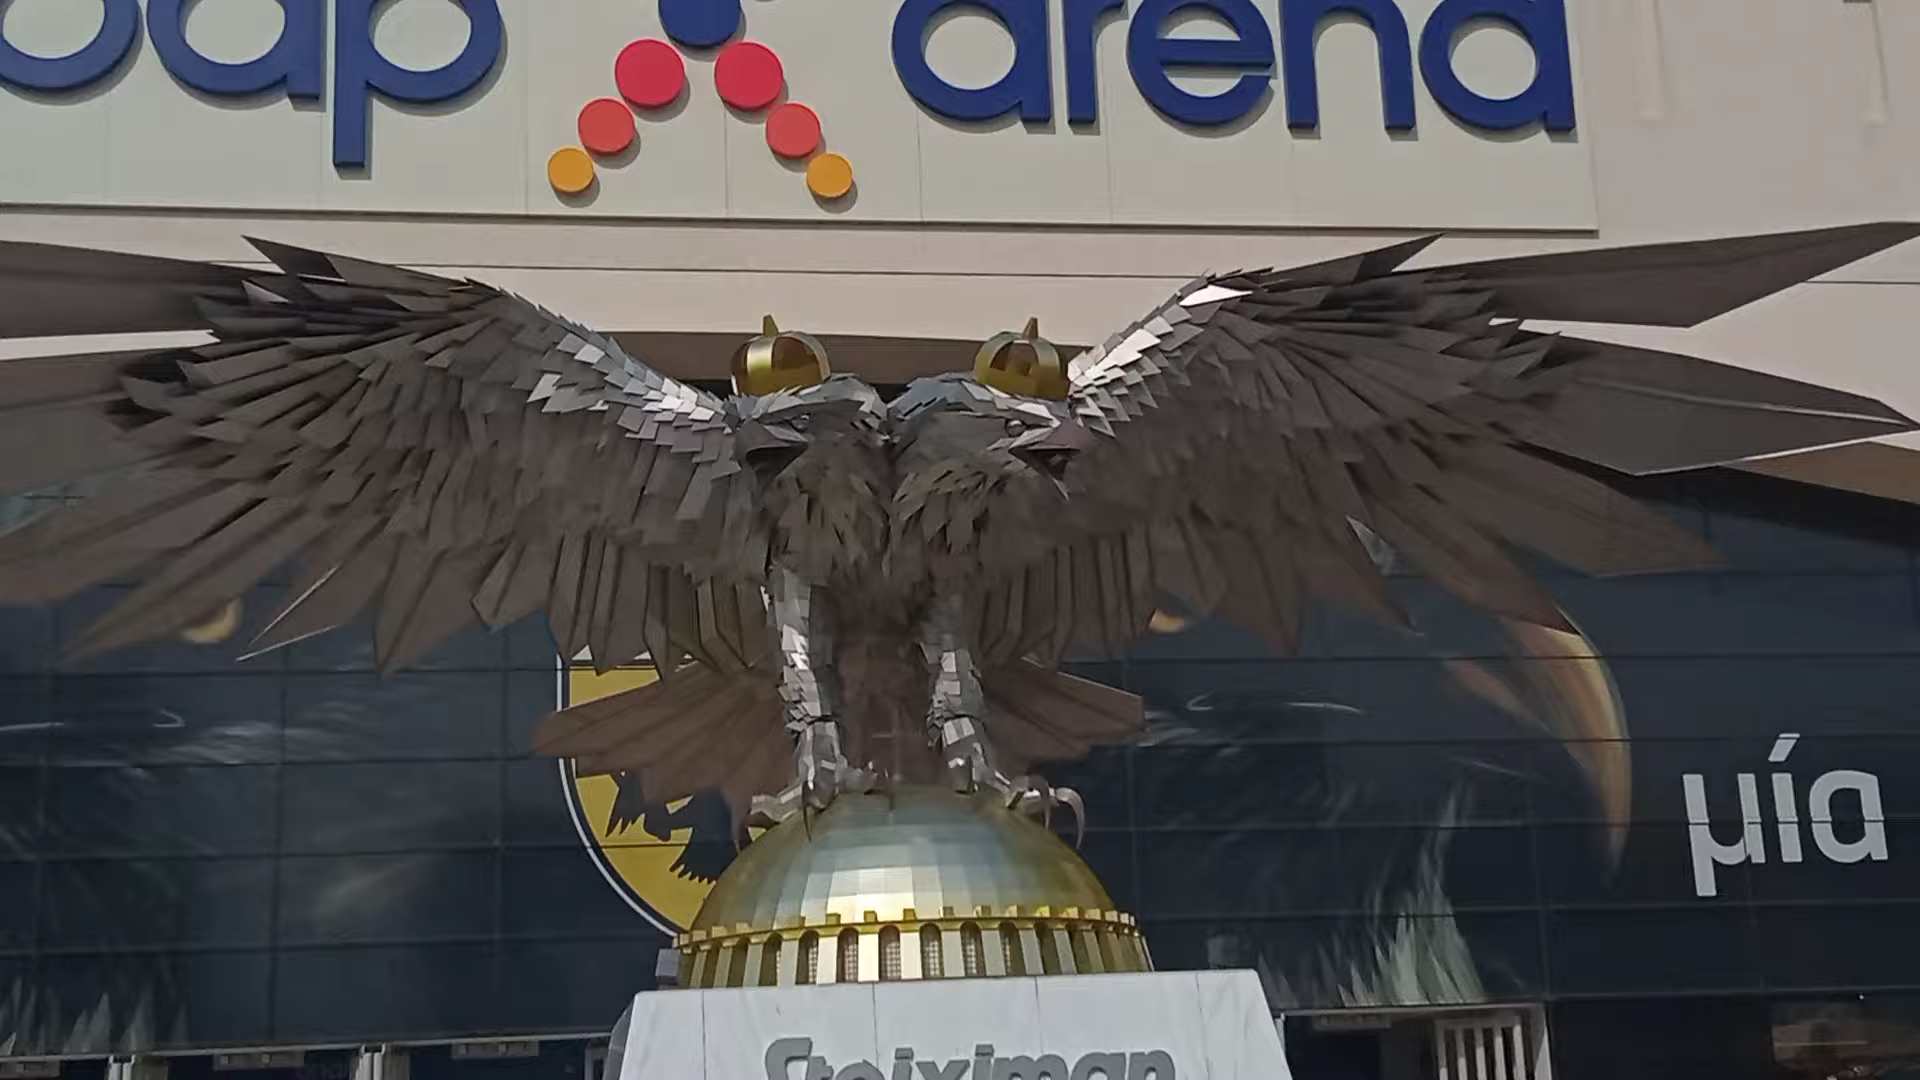 oap arena
μία
Stoiximan